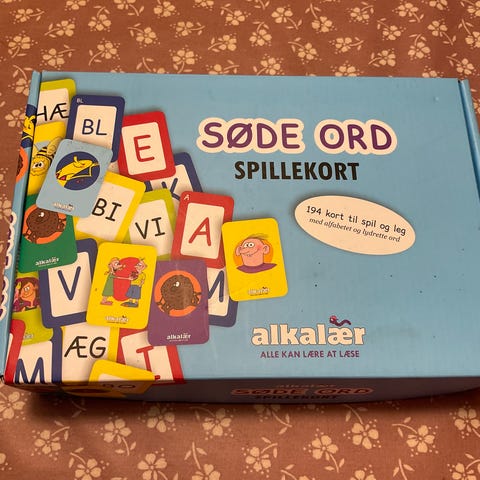 SØDE ORD
SPILLEKORT
194 kort til spil og leg
med alfabetet og lydrette ord
alkalær
ALLE KAN LÆRE AT LÆSE
HÆ
BL
BL
E
BI
VI
A
V
M
ÆG
M
I
alkalær
SØDE ORD
SPILLEKORT